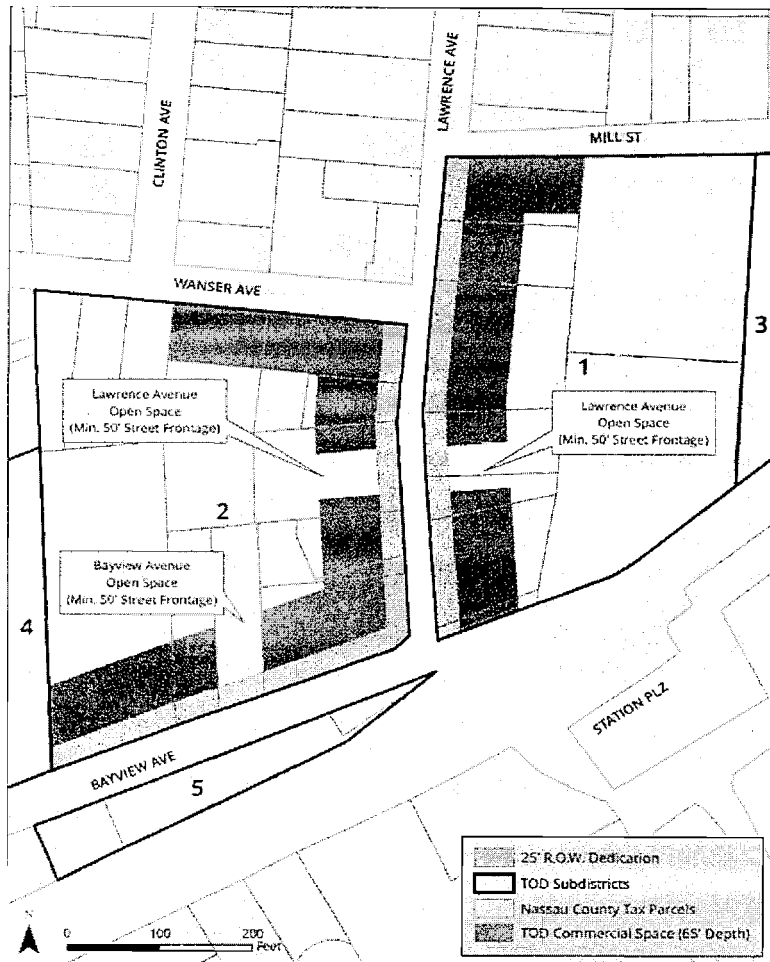 LAWRENCE AVE
CLINTON AVE
MILL ST
WANSER AVE
3
1
Lawrence Avenue
Open Space
(Min. 50' Street Frontage)
Lawrence Avenue
Open Space
(Min. 50' Street Frontage)
2
Bayview Avenue
Open Space
(Min. 50' Street Frontage)
4
STATION PLZ
BAYVIEW AVE
5
25' R.O.W. Dedication
TOD Subdistricts
Nassau County Tax Parcels
TOD Commercial Space (65' Depth)
N
0 100 200
Feet